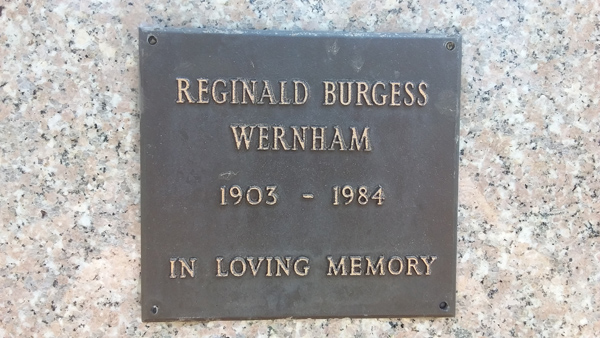 REGINALD BURGESS
WERNHAM
1903 - 1984
IN LOVING MEMORY